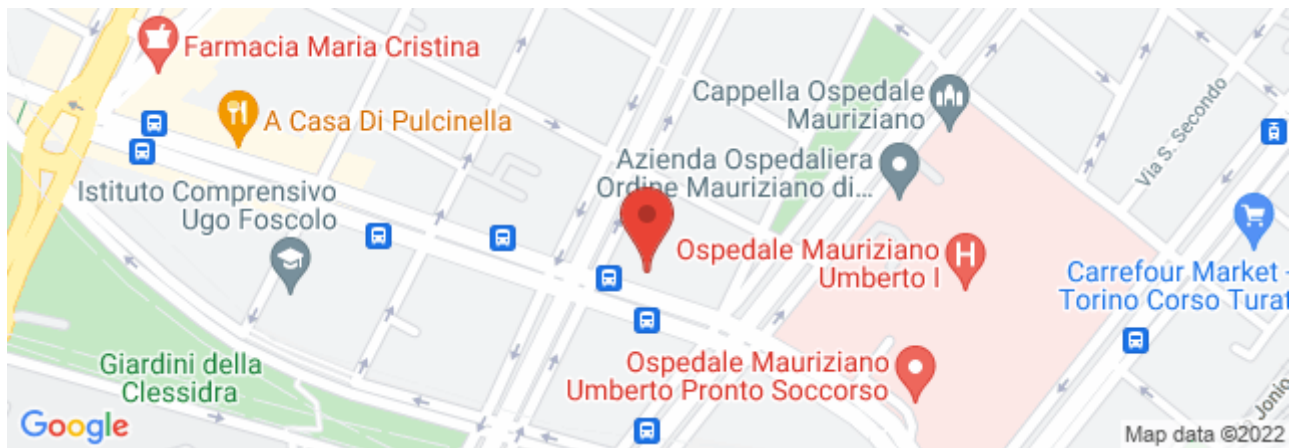 Farmacia Maria Cristina
A Casa Di Pulcinella
Istituto Comprensivo
Ugo Foscolo
Giardini della
Clessidra
Cappella Ospedale
Mauriziano
Azienda Ospedaliera
Ordine Mauriziano di...
Ospedale Mauriziano
Umberto I
H
Ospedale Mauriziano
Umberto Pronto Soccorso
Via S. Secondo
Carrefour Market -
Torino Corso Turat
Jonio
Google
Map data ©2022